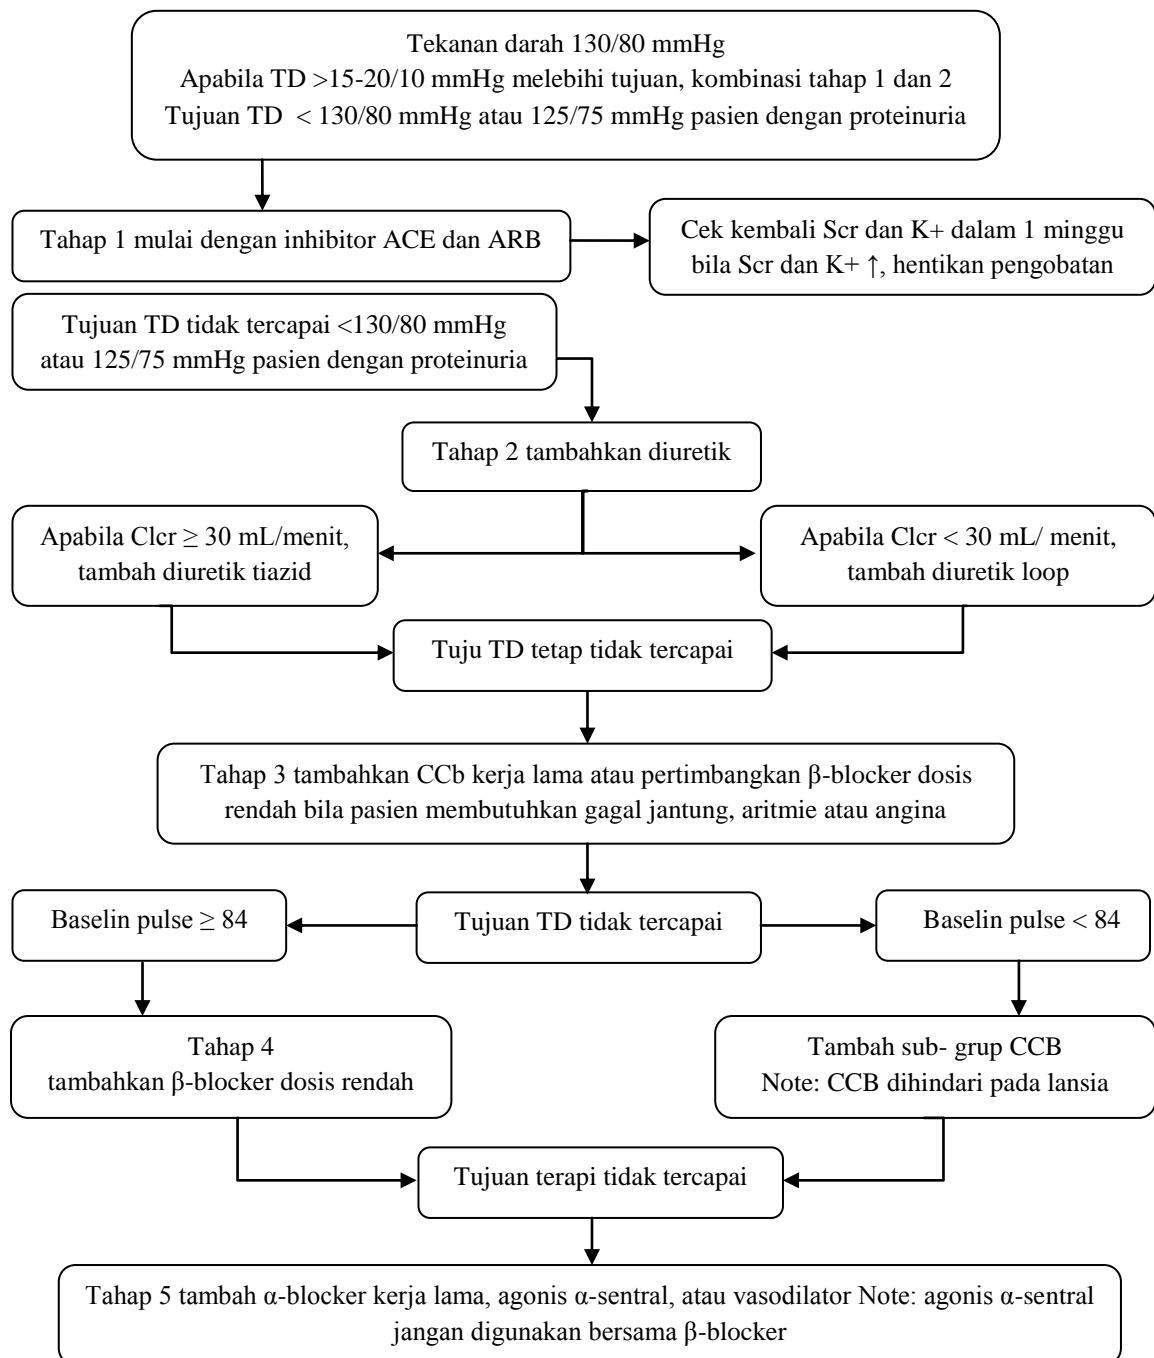 Tekanan darah 130/80 mmHg
Apabila TD >15-20/10 mmHg melebihi tujuan, kombinasi tahap 1 dan 2
Tujuan TD < 130/80 mmHg atau 125/75 mmHg pasien dengan proteinuria
Tahap 1 mulai dengan inhibitor ACE dan ARB
Cek kembali Scr dan K+ dalam 1 minggu
bila Scr dan K+ ↑, hentikan pengobatan
Tujuan TD tidak tercapai <130/80 mmHg
atau 125/75 mmHg pasien dengan proteinuria
Tahap 2 tambahkan diuretik
Apabila Clcr ≥ 30 mL/menit,
tambah diuretik tiazid
Apabila Clcr < 30 mL/ menit,
tambah diuretik loop
Tuju TD tetap tidak tercapai
Tahap 3 tambahkan CCb kerja lama atau pertimbangkan β-blocker dosis
rendah bila pasien membutuhkan gagal jantung, aritmie atau angina
Baselin pulse ≥ 84
Tujuan TD tidak tercapai
Baselin pulse < 84
Tahap 4
tambahkan β-blocker dosis rendah
Tambah sub- grup CCB
Note: CCB dihindari pada lansia
Tujuan terapi tidak tercapai
Tahap 5 tambah α-blocker kerja lama, agonis α-sentral, atau vasodilator Note: agonis α-sentral
jangan digunakan bersama β-blocker